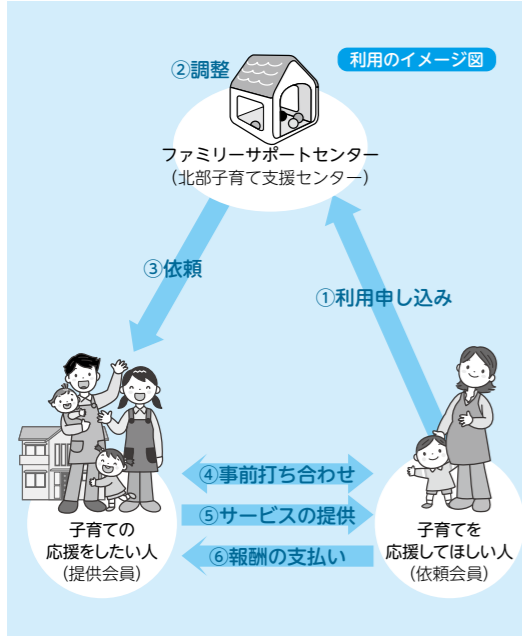 利用のイメージ図
②調整
ファミリーサポートセンター
(北部子育て支援センター)
③依頼
①利用申し込み
④事前打ち合わせ
⑤サービスの提供
⑥報酬の支払い
子育ての
応援をしたい人
(提供会員)
子育てを
応援してほしい人
(依頼会員)